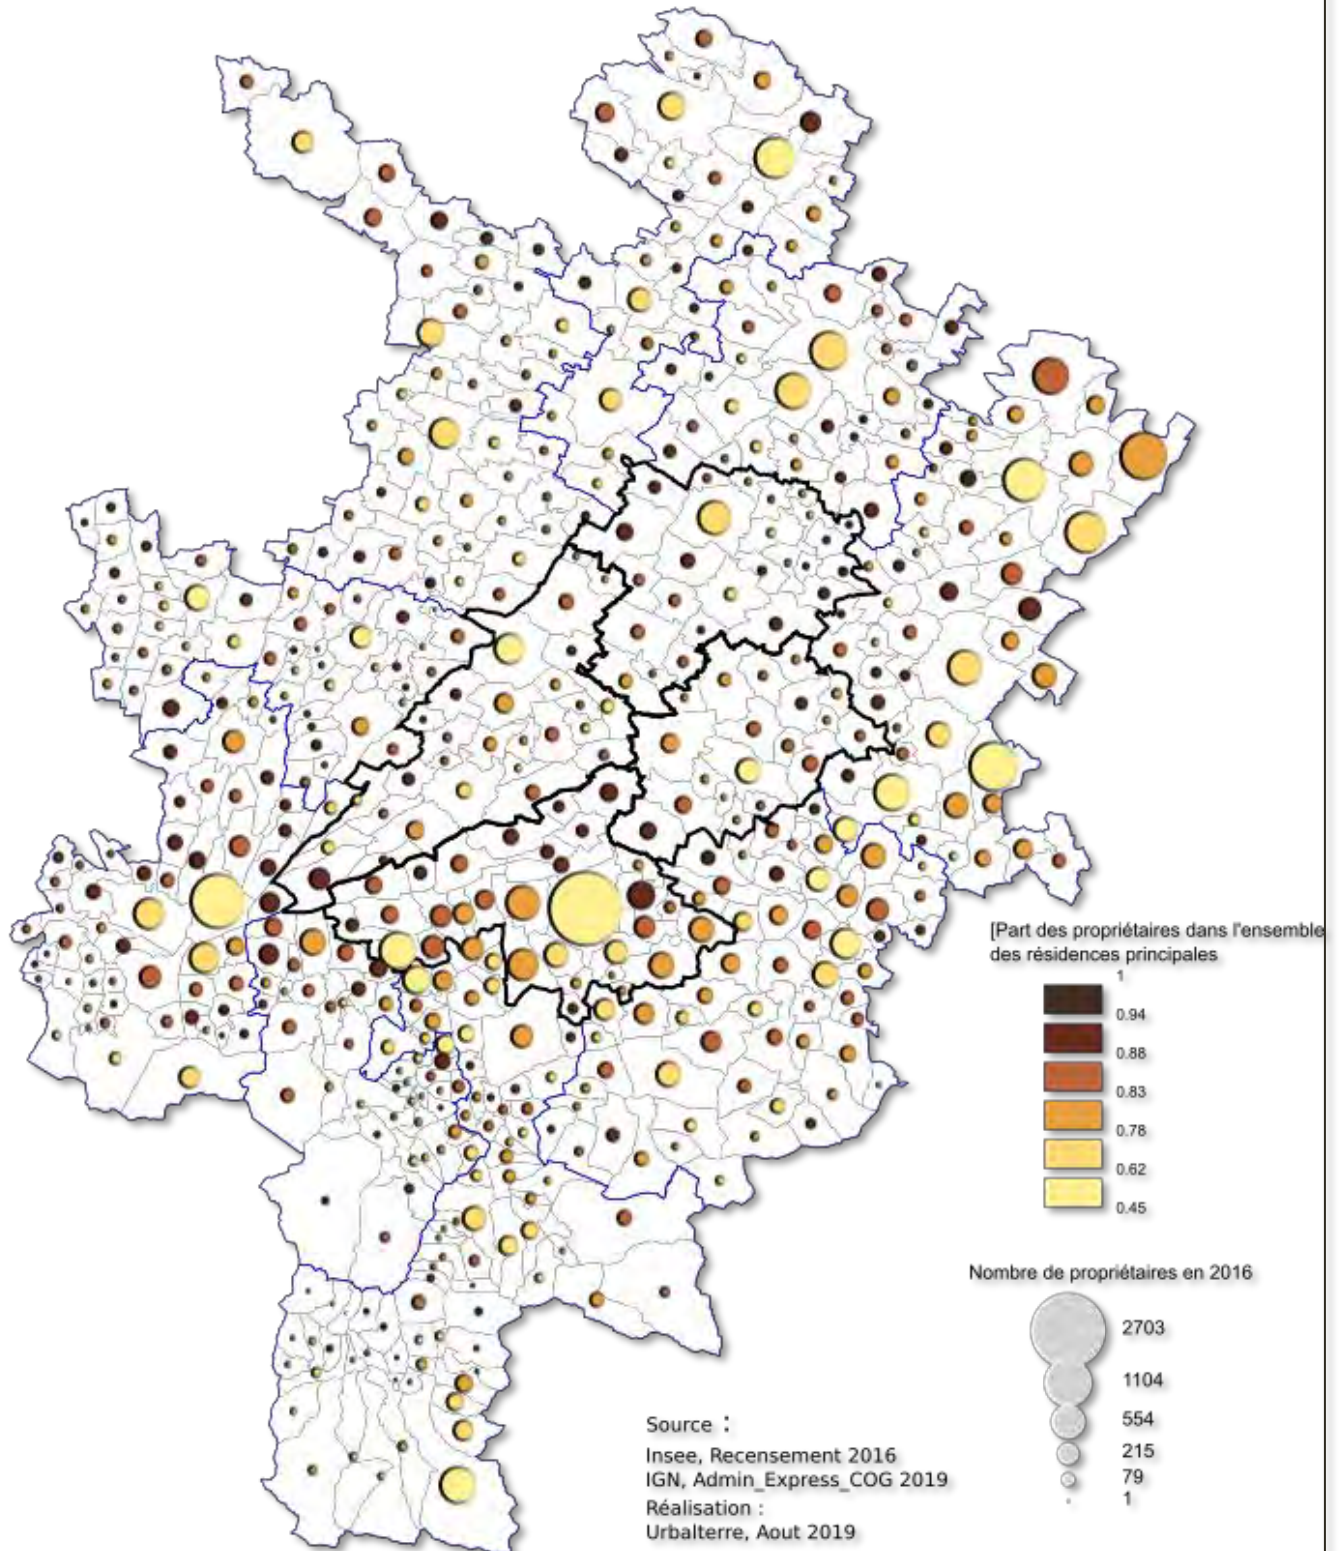 [Part des propriétaires dans l'ensemble
des résidences principales
1
0.94
0.88
0.83
0.78
0.62
0.45
Nombre de propriétaires en 2016
2703
1104
554
215
79
1
Source :
Insee, Recensement 2016
IGN, Admin_Express_COG 2019
Réalisation :
Urbalterre, Aout 2019